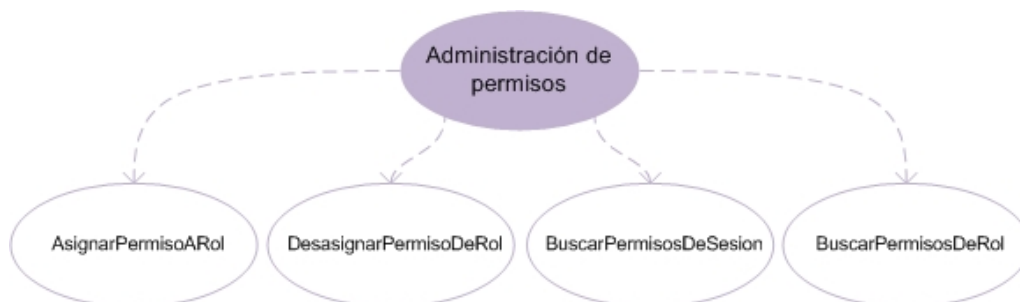 Administración de
permisos
AsignarPermisoARol
DesasignarPermisoDeRol
BuscarPermisosDeSesion
BuscarPermisosDeRol